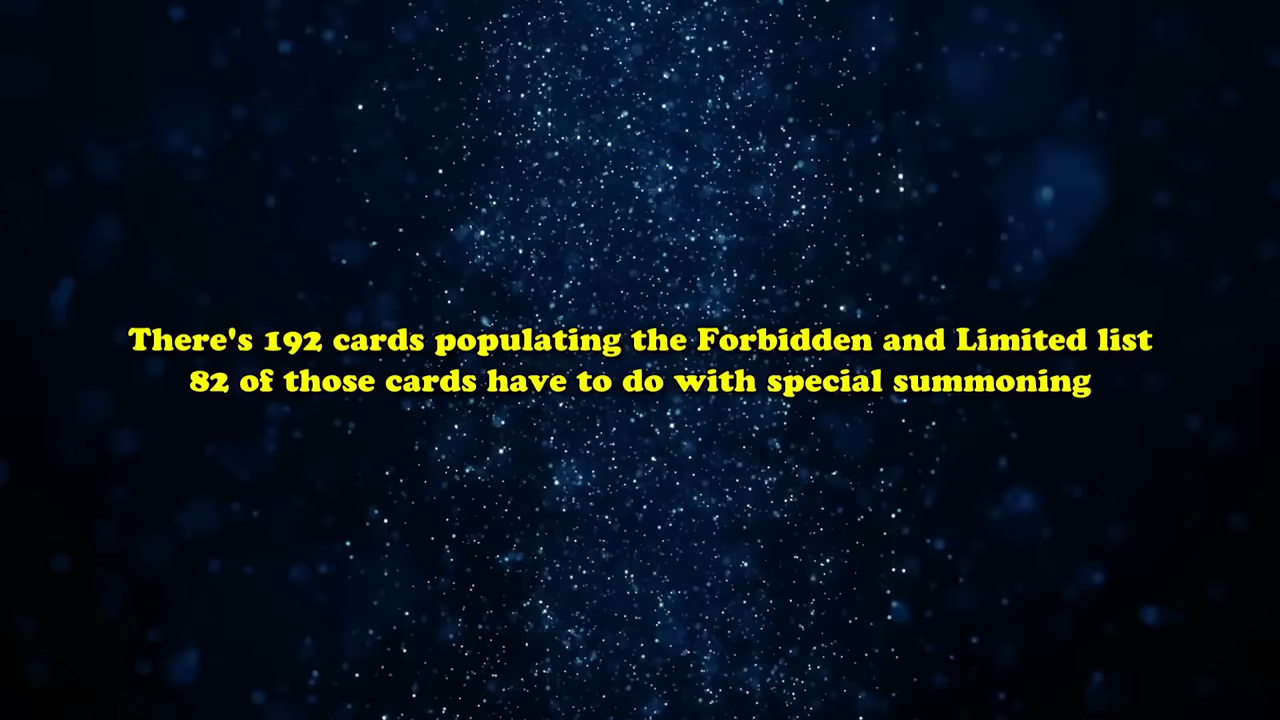 There's 192 cards populating the Forbidden and Limited list
82 of those cards have to do with special summoning